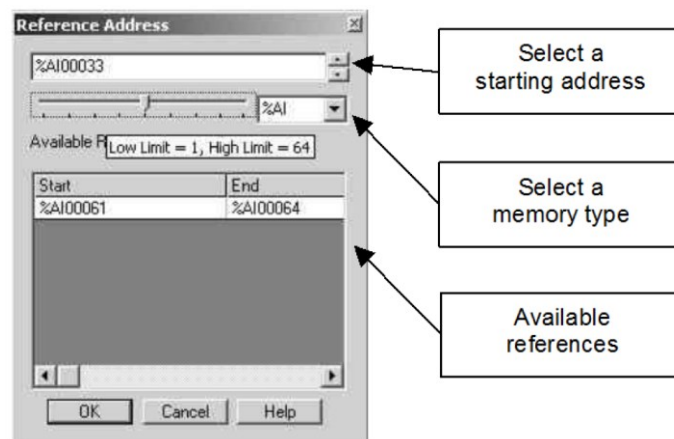 Reference Address
%AI00033
Select a
starting address
%AI
Available R
Low Limit = 1, High Limit = 64
Select a
memory type
Start End
%AI00061 %AI00064
Available
references
OK Cancel Help